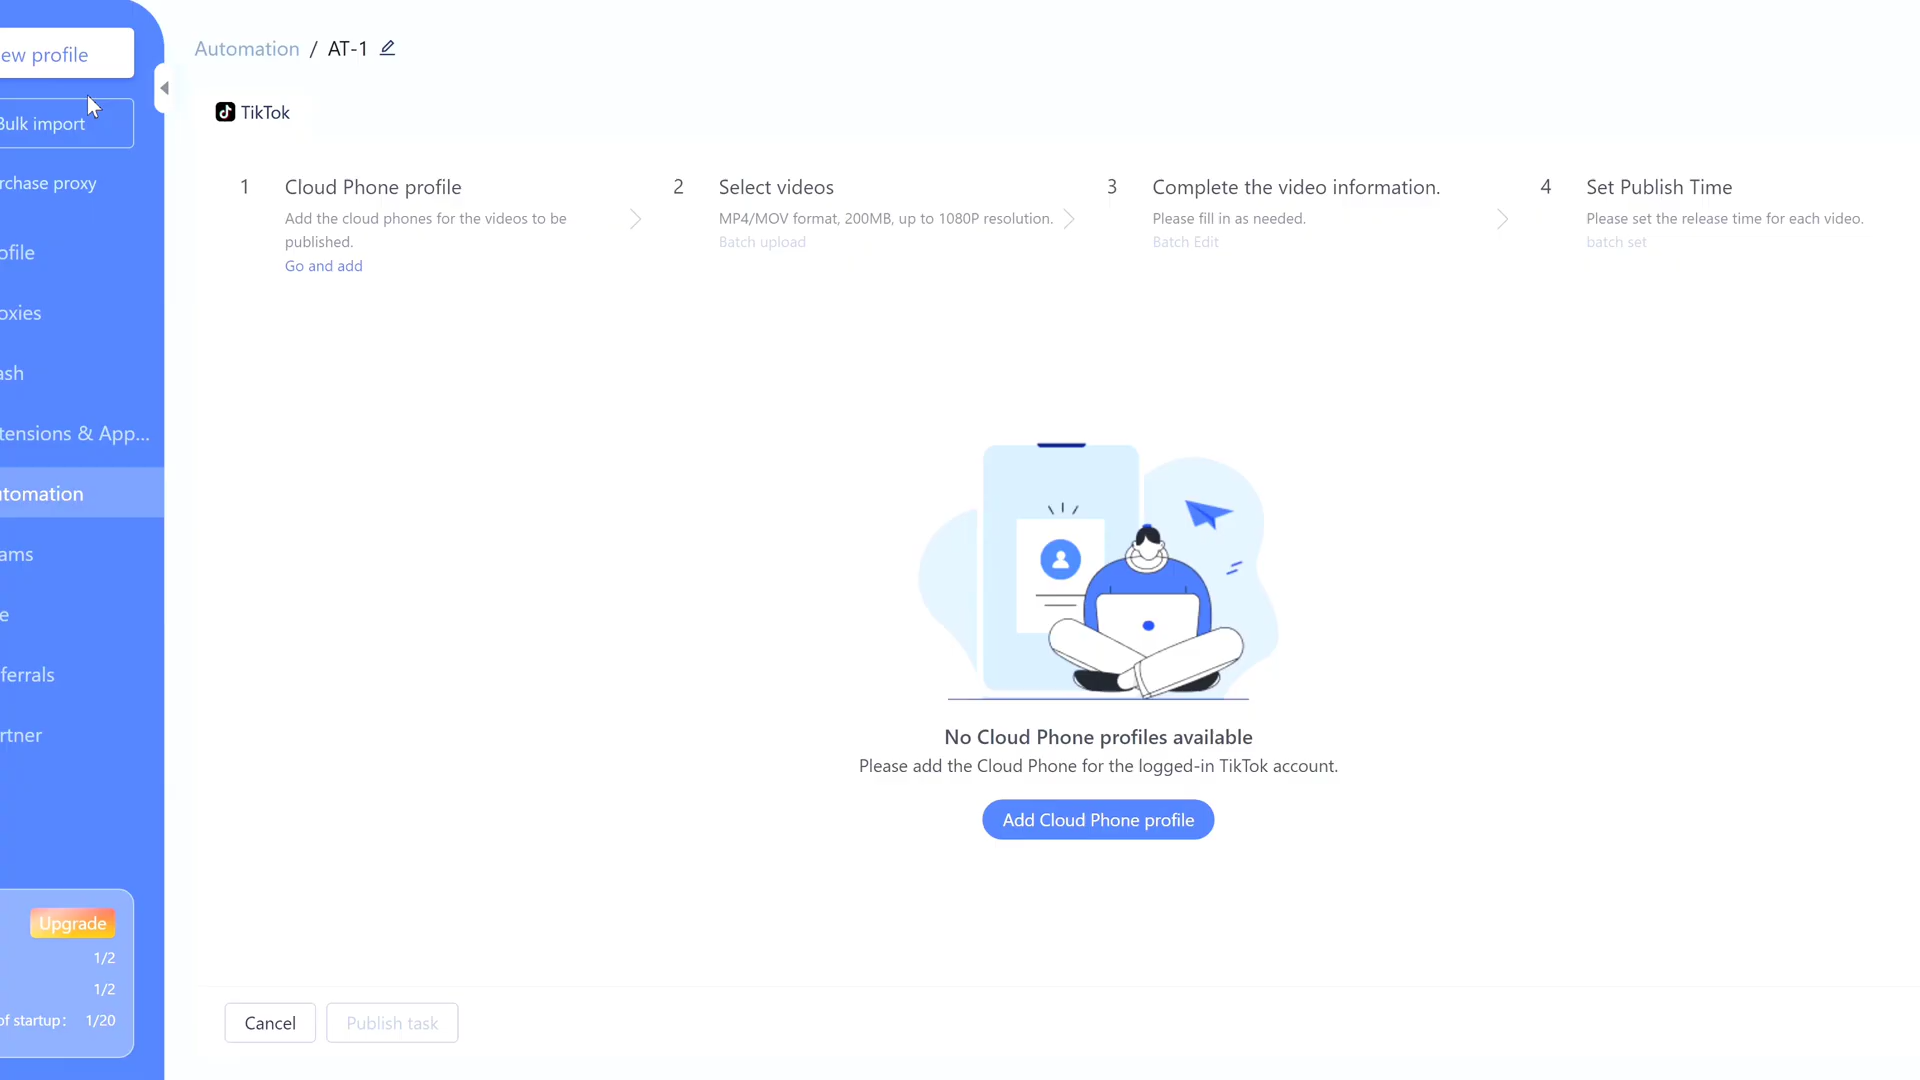 ew profile
Bulk import
rchase proxy
ofile
oxies
ash
tensions & App...
utomation
ams
e
ferrals
rtner
Upgrade
1/2
1/2
of startup: 1/20
Automation / AT-1
TikTok
1 Cloud Phone profile
Add the cloud phones for the videos to be
published.
Go and add
2 Select videos
MP4/MOV format, 200MB, up to 1080P resolution.
Batch upload
3 Complete the video information.
Please fill in as needed.
Batch Edit
4 Set Publish Time
Please set the release time for each video.
batch set
No Cloud Phone profiles available
Please add the Cloud Phone for the logged-in TikTok account.
Add Cloud Phone profile
Cancel
Publish task